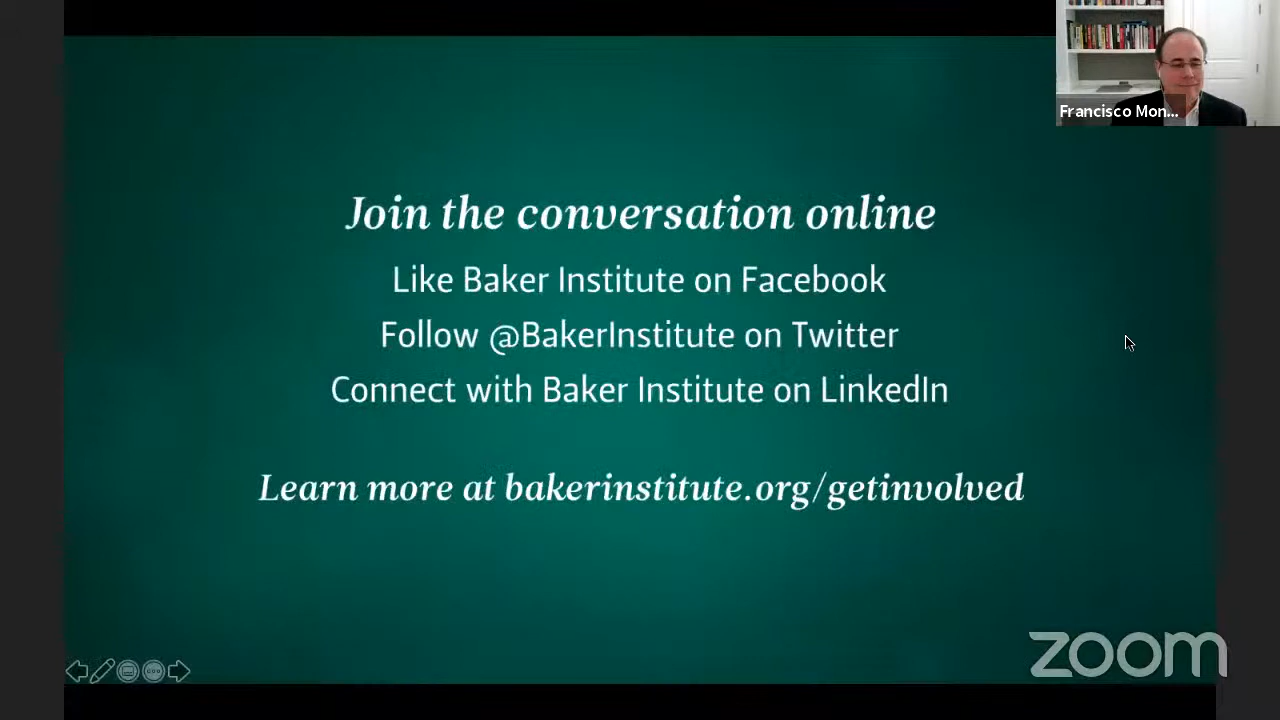 Francisco Mon...
Join the conversation online
Like Baker Institute on Facebook
Follow @BakerInstitute on Twitter
Connect with Baker Institute on LinkedIn
Learn more at bakerinstitute.org/getinvolved
zoom